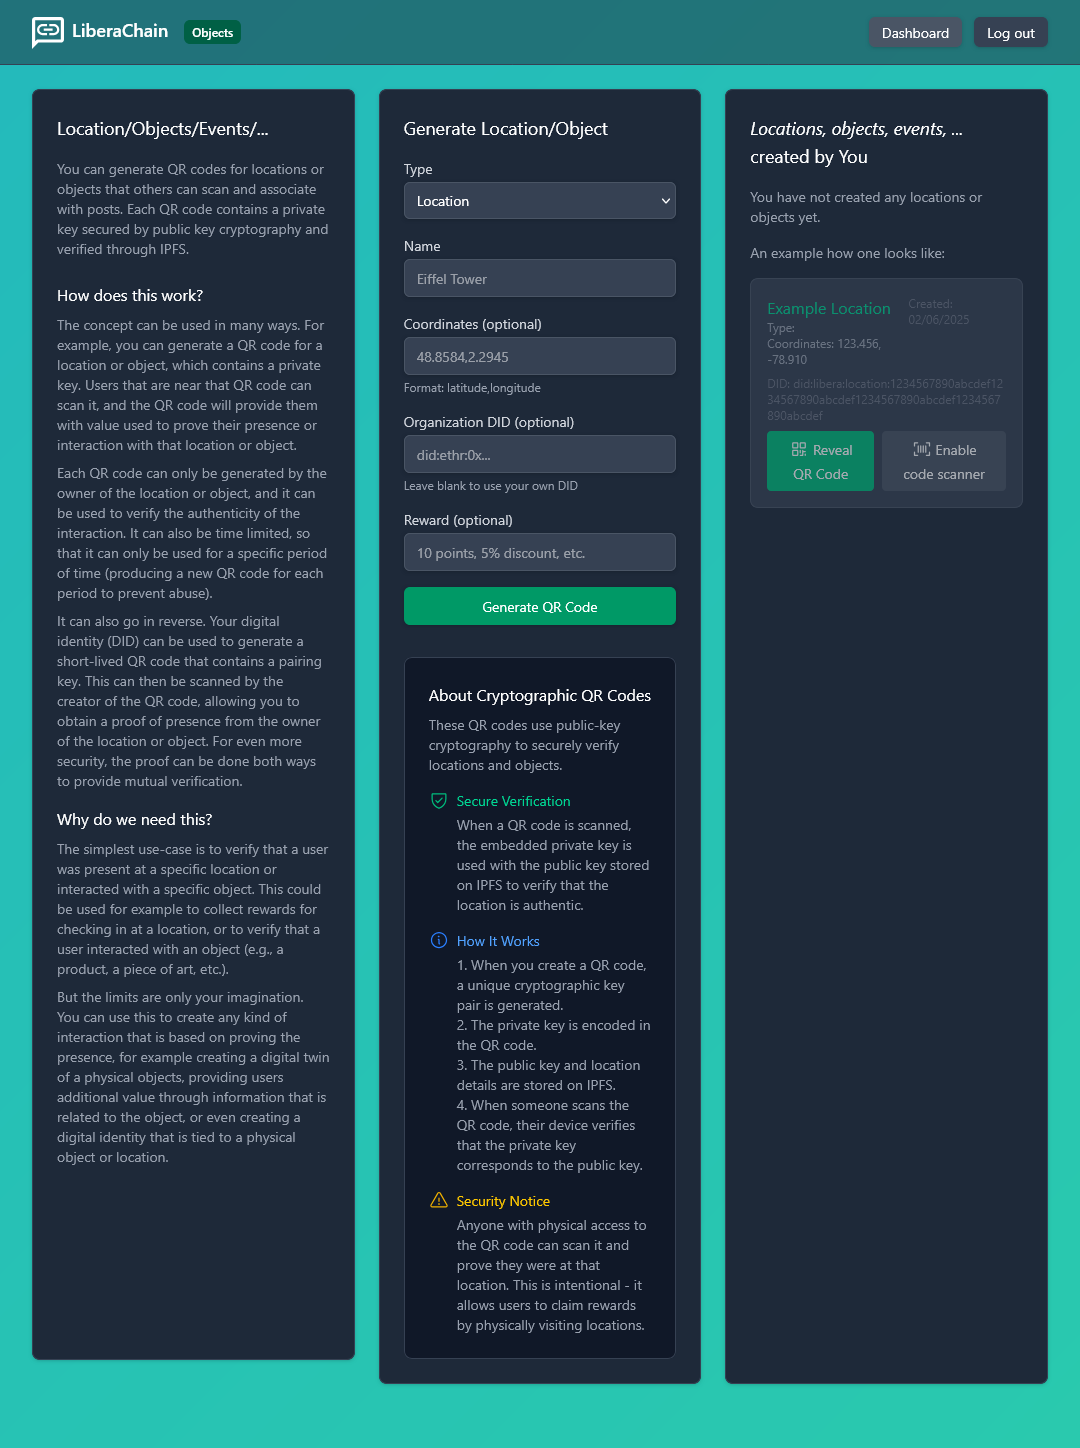 LiberaChain
Objects
Dashboard
Log out
Location/Objects/Events/...
You can generate QR codes for locations or
objects that others can scan and associate
with posts. Each QR code contains a private
key secured by public key cryptography and
verified through IPFS.
How does this work?
The concept can be used in many ways. For
example, you can generate a QR code for a
location or object, which contains a private
key. Users that are near that QR code can
scan it, and the QR code will provide them
with value used to prove their presence or
interaction with that location or object.
Each QR code can only be generated by the
owner of the location or object, and it can
be used to verify the authenticity of the
interaction. It can also be time limited, so
that it can only be used for a specific period
of time (producing a new QR code for each
period to prevent abuse).
It can also go in reverse. Your digital
identity (DID) can be used to generate a
short-lived QR code that contains a pairing
key. This can then be scanned by the
creator of the QR code, allowing you to
obtain a proof of presence from the owner
of the location or object. For even more
security, the proof can be done both ways
to provide mutual verification.
Why do we need this?
The simplest use-case is to verify that a user
was present at a specific location or
interacted with a specific object. This could
be used for example to collect rewards for
checking in at a location, or to verify that a
user interacted with an object (e.g., a
product, a piece of art, etc.).
But the limits are only your imagination.
You can use this to create any kind of
interaction that is based on proving the
presence, for example creating a digital twin
of a physical objects, providing users
additional value through information that is
related to the object, or even creating a
digital identity that is tied to a physical
object or location.
Generate Location/Object
Type
Location
Name
Eiffel Tower
Coordinates (optional)
48.8584,2.2945
Format: latitude,longitude
Organization DID (optional)
did:ethr:0x...
Leave blank to use your own DID
Reward (optional)
10 points, 5% discount, etc.
Generate QR Code
About Cryptographic QR Codes
These QR codes use public-key
cryptography to securely verify
locations and objects.
Secure Verification
When a QR code is scanned,
the embedded private key is
used with the public key stored
on IPFS to verify that the
location is authentic.
How It Works
1. When you create a QR code,
a unique cryptographic key
pair is generated.
2. The private key is encoded in
the QR code.
3. The public key and location
details are stored on IPFS.
4. When someone scans the
QR code, their device verifies
that the private key
corresponds to the public key.
Security Notice
Anyone with physical access to
the QR code can scan it and
prove they were at that
location. This is intentional - it
allows users to claim rewards
by physically visiting locations.
Locations, objects, events, ...
created by You
You have not created any locations or
objects yet.
An example how one looks like:
Example Location
Created:
02/06/2025
Type:
Coordinates: 123.456,
-78.910
DID: did:libera:location:1234567890abcdef12
34567890abcdef1234567890abcdef1234567
890abcdef
Reveal
QR Code
Enable
code scanner